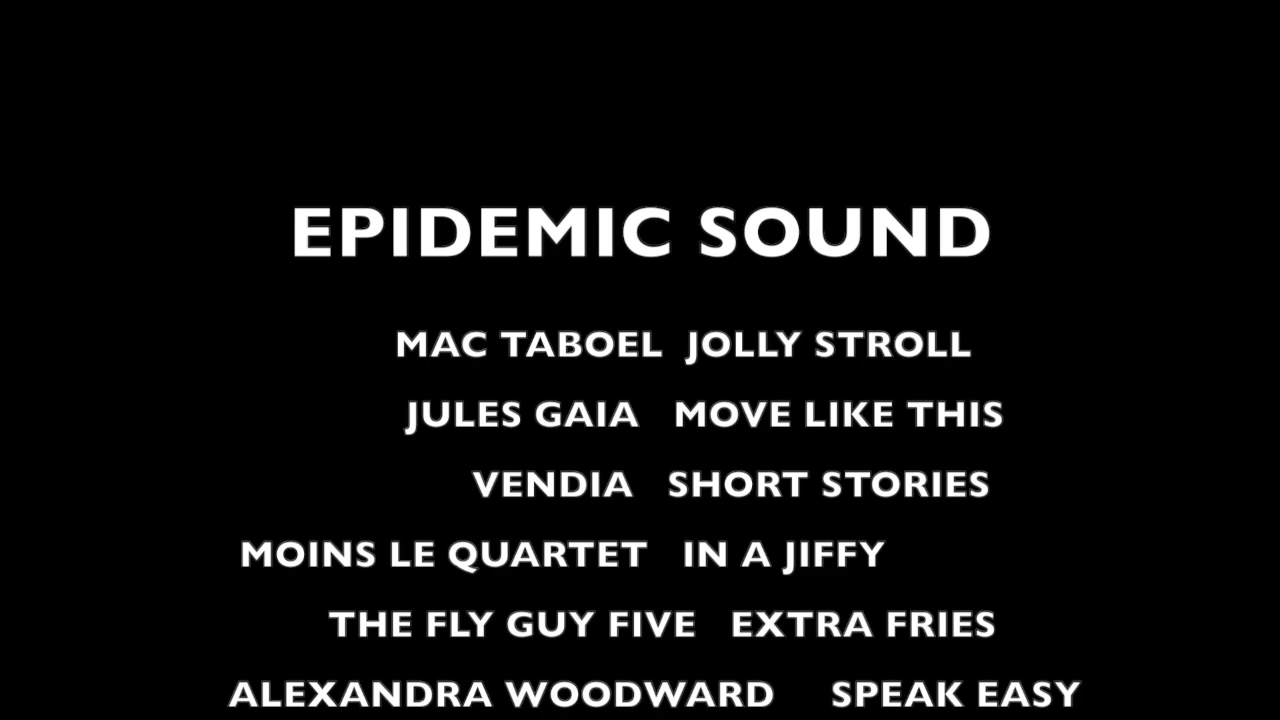 EPIDEMIC SOUND
MAC TABOEL JOLLY STROLL
JULES GAIA MOVE LIKE THIS
VENDIA SHORT STORIES
MOINS LE QUARTET IN A JIFFY
THE FLY GUY FIVE EXTRA FRIES
ALEXANDRA WOODWARD SPEAK EASY